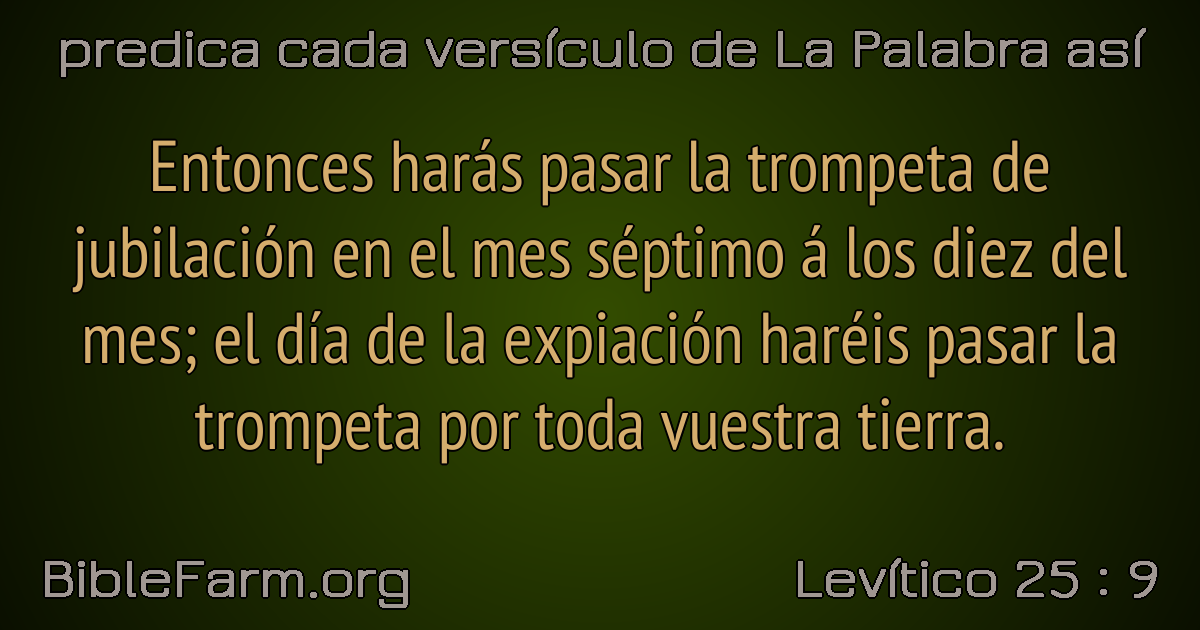 predica cada versículo de La Palabra así
Entonces harás pasar la trompeta de
jubilación en el mes séptimo á los diez del
mes; el día de la expiación haréis pasar la
trompeta por toda vuestra tierra.
BibleFarm.org
Levítico 25 : 9